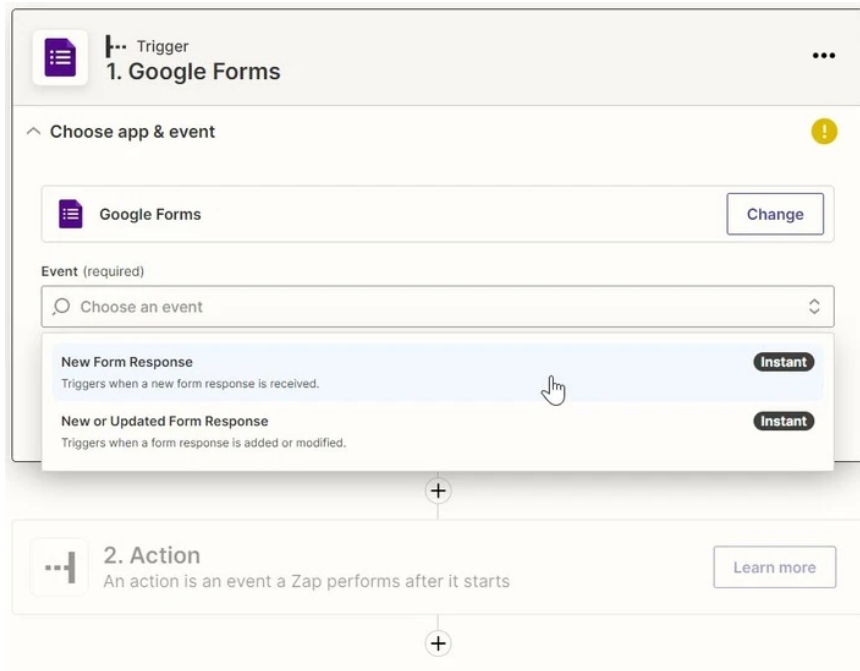 Trigger
1. Google Forms
Choose app & event
Google Forms
Change
Event (required)
Choose an event
New Form Response
Instant
Triggers when a new form response is received.
New or Updated Form Response
Instant
Triggers when a form response is added or modified.
2. Action
An action is an event a Zap performs after it starts
Learn more